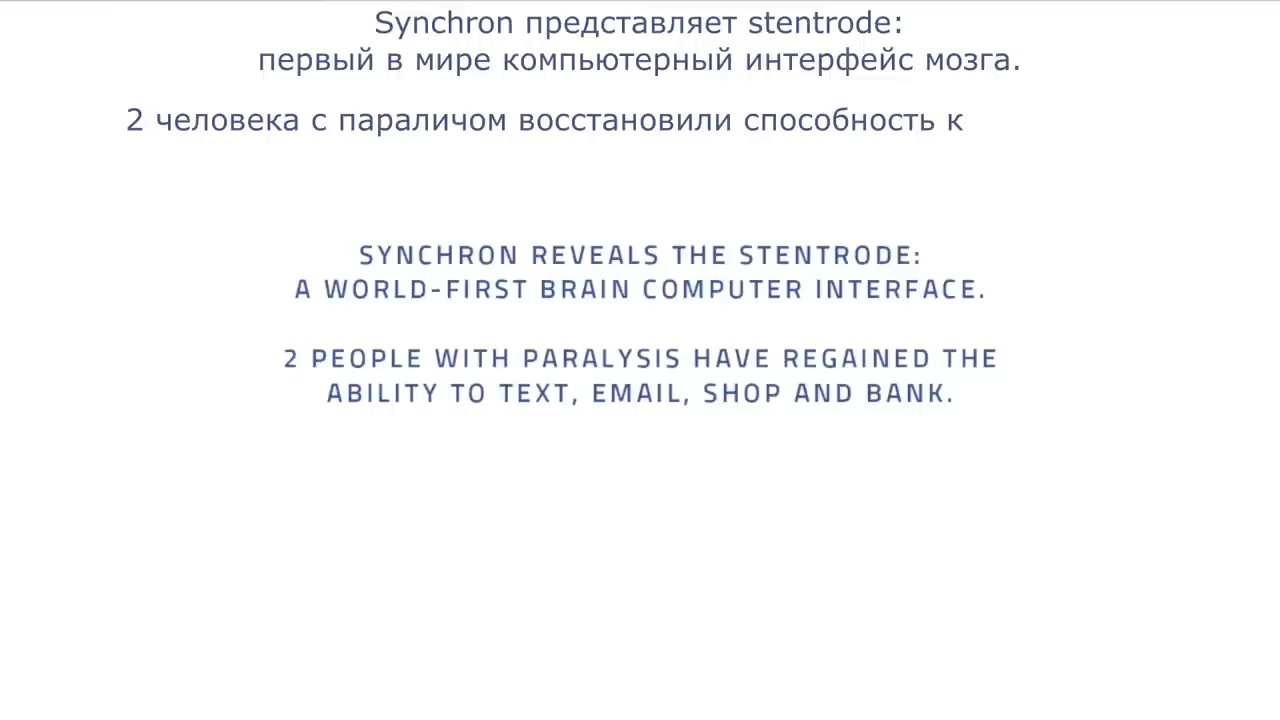 Synchron представляет stentrode:
первый в мире компьютерный интерфейс мозга.
2 человека с параличом восстановили способность к
SYNCHRON REVEALS THE STENTRODE:
A WORLD-FIRST BRAIN COMPUTER INTERFACE.
2 PEOPLE WITH PARALYSIS HAVE REGAINED THE
ABILITY TO TEXT, EMAIL, SHOP AND BANK.